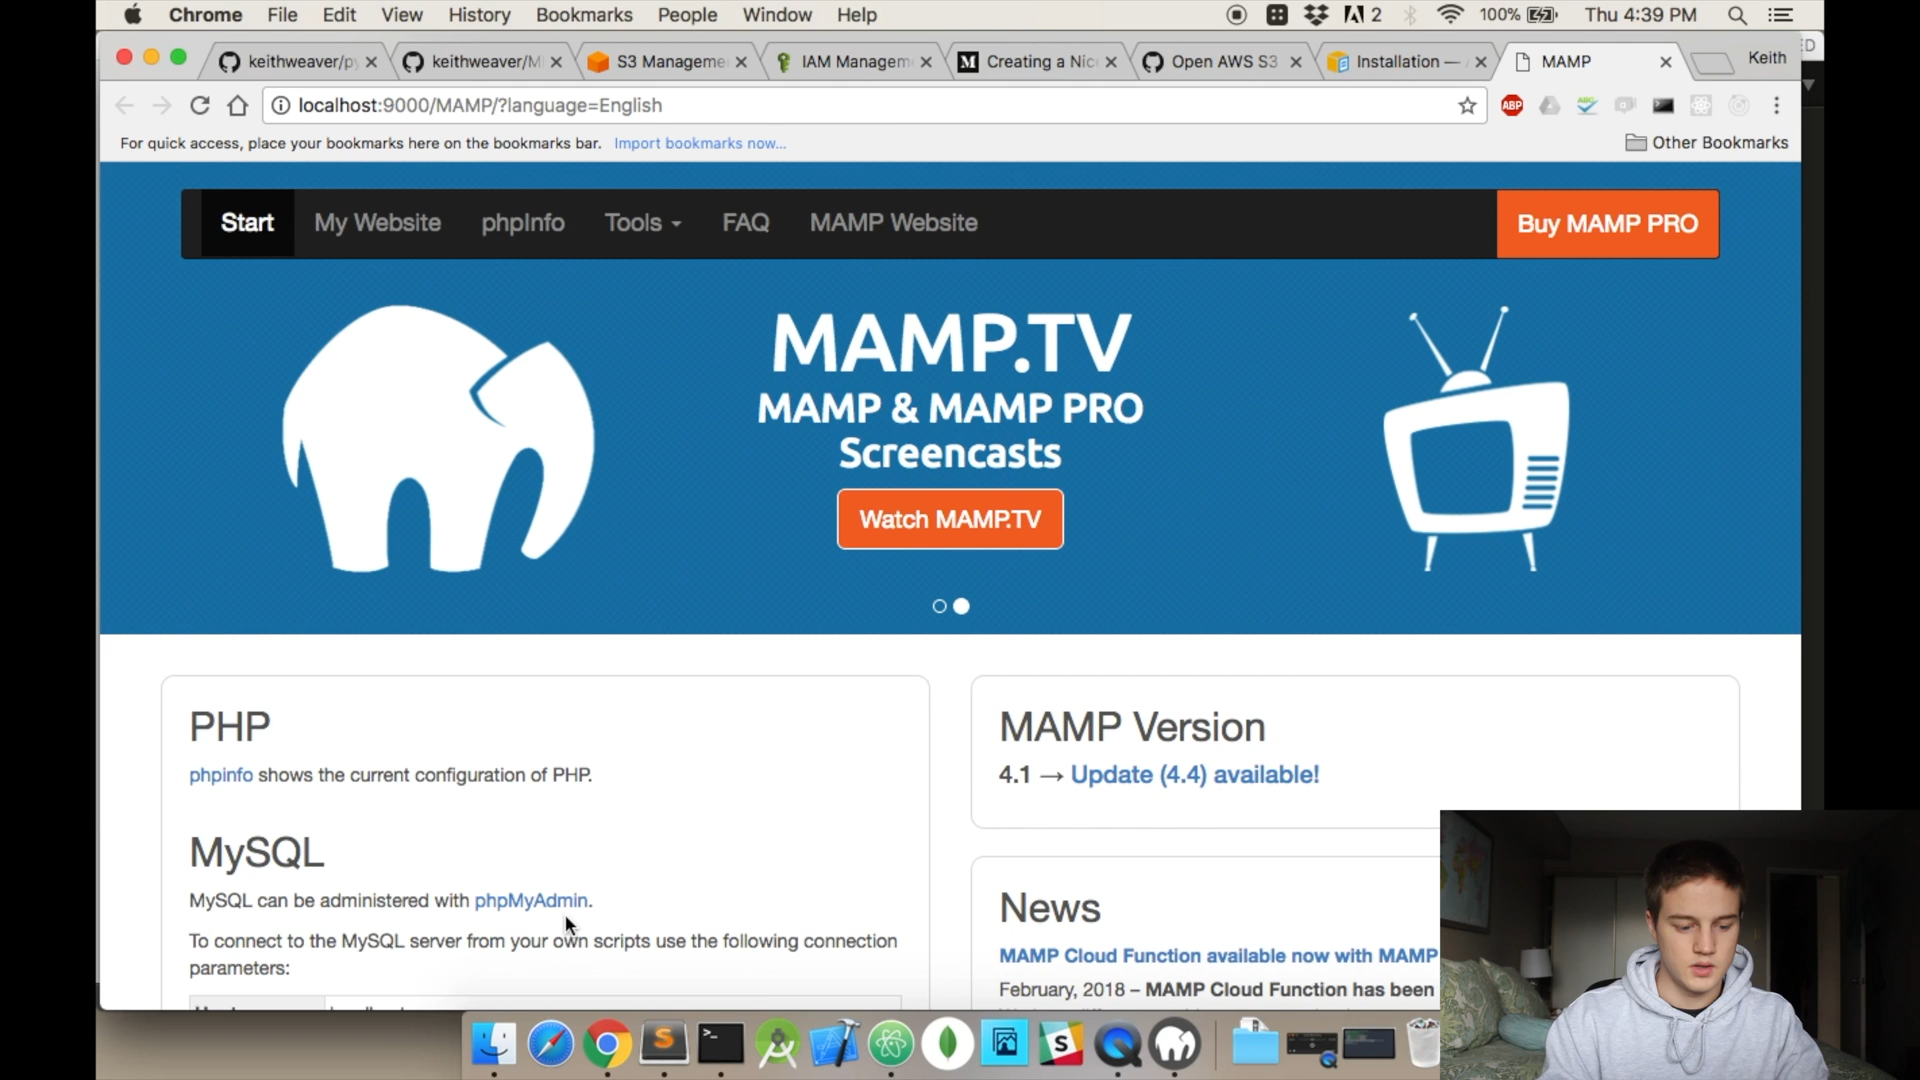 Chrome File Edit View History Bookmarks People Window Help 2 100% Thu 4:39 PM
keithweaver/py keithweaver/M S3 Manageme IAM Managem Creating a Nic Open AWS S3 Installation — MAMP Keith
localhost:9000/MAMP/?language=English ABP
For quick access, place your bookmarks here on the bookmarks bar. Import bookmarks now... Other Bookmarks
Start My Website phpInfo Tools FAQ MAMP Website Buy MAMP PRO
MAMP.TV
MAMP & MAMP PRO
Screencasts
Watch MAMP.TV
PHP
phpinfo shows the current configuration of PHP.
MySQL
MySQL can be administered with phpMyAdmin.
To connect to the MySQL server from your own scripts use the following connection
parameters:
MAMP Version
4.1 → Update (4.4) available!
News
MAMP Cloud Function available now with MAMP
February, 2018 – MAMP Cloud Function has been